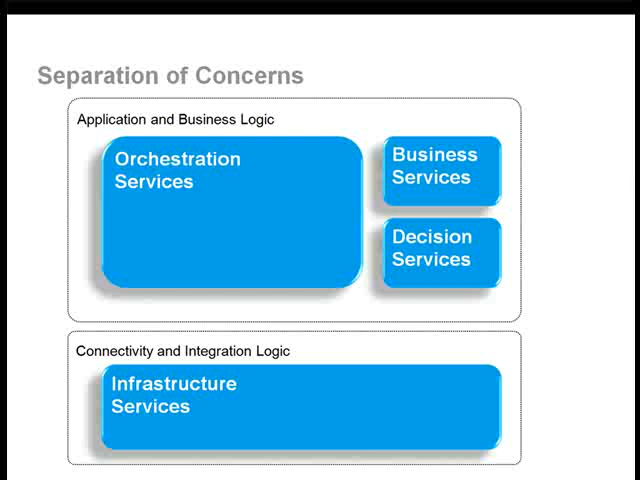 Separation of Concerns
Application and Business Logic
Orchestration
Services
Business
Services
Decision
Services
Connectivity and Integration Logic
Infrastructure
Services